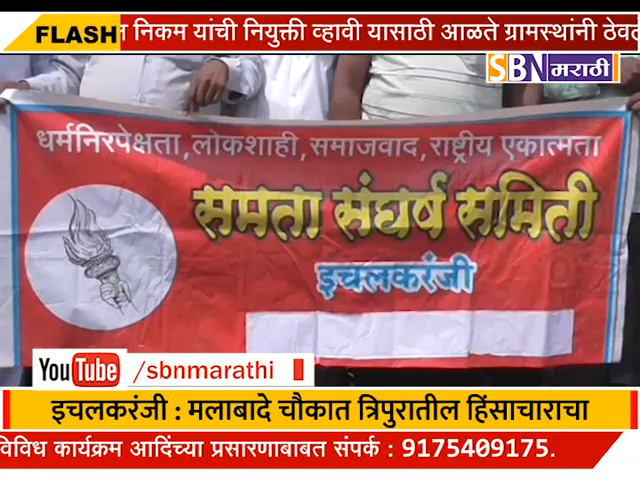 FLASH
निकम यांची नियुक्ती व्हावी यासाठी आळते ग्रामस्थांनी
SBN मराठी
धर्मनिरपेक्षता,लोकशाही,समाजवाद,राष्ट्रीय एकात्मता
समता संघर्ष समिती
इचलकरंजी
YouTube /sbnmarathi
इचलकरंजी : मलाबादे चौकात त्रिपुरातील हिंसाचाराचा
विविध कार्यक्रम आदिंच्या प्रसारणाबाबत संपर्क : 9175409175.